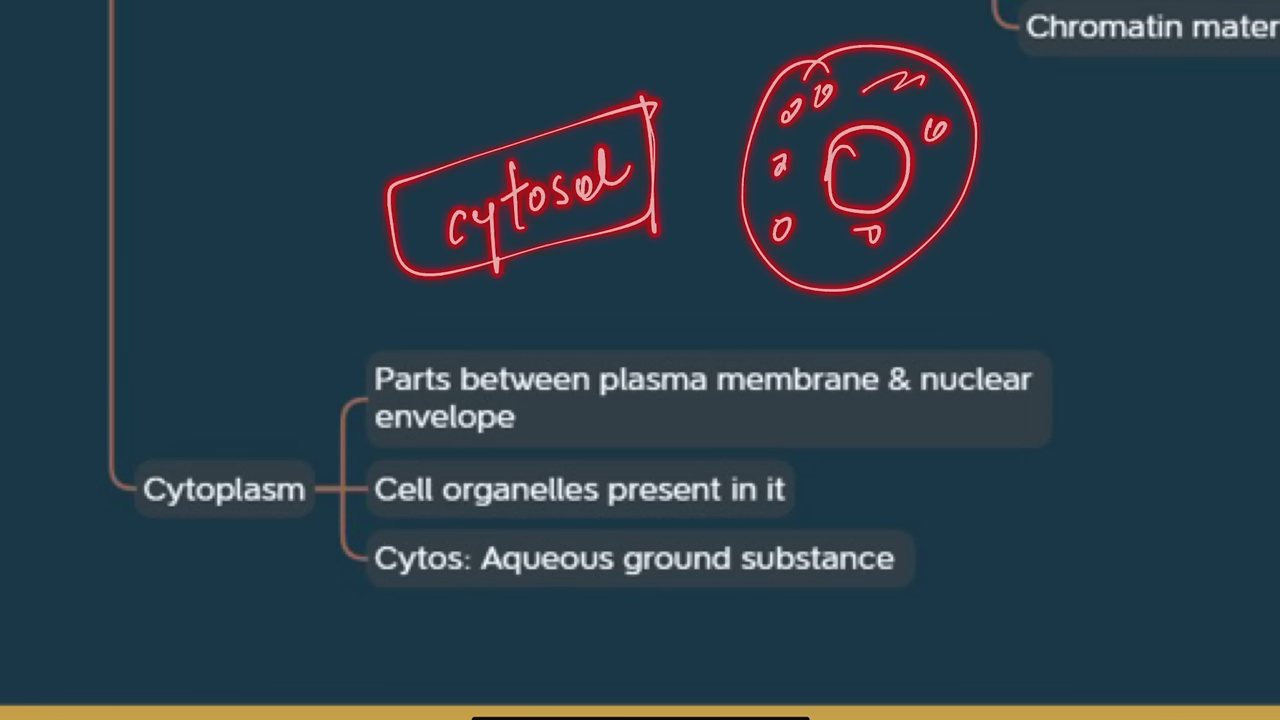 Chromatin mater
cytosol
Parts between plasma membrane & nuclear
envelope
Cytoplasm
Cell organelles present in it
Cytos: Aqueous ground substance